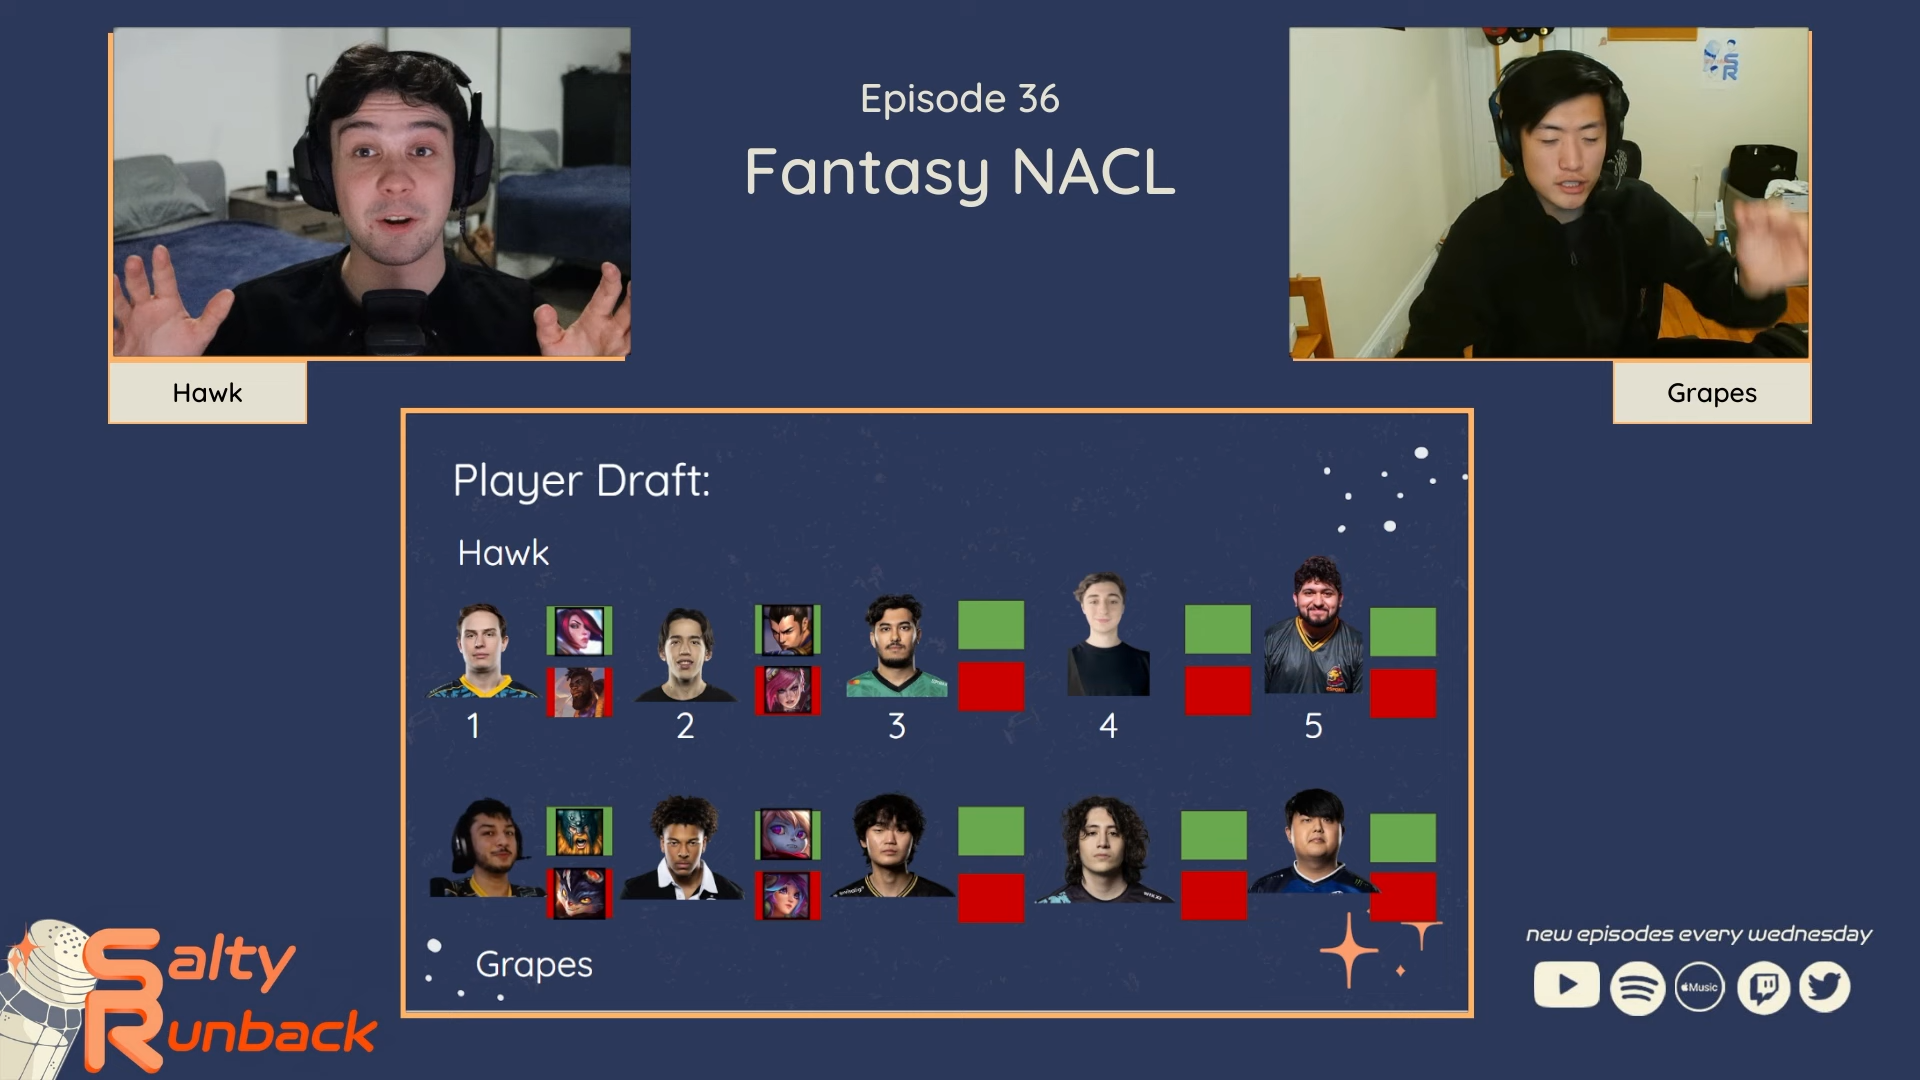 Episode 36
Fantasy NACL
Hawk
Grapes
Player Draft:
Hawk
1
2
3
4
5
Grapes
Salty
Runback
new episodes every wednesday
Music
SR